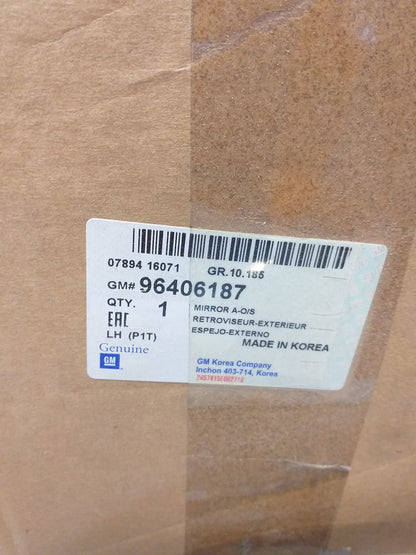 07894 16071 GR.10.185
GM# 96406187
QTY. 1 MIRROR A-O/S
RETROVISEUR-EXTERIEUR
EAC ESPEJO-EXTERNO
LH (P1T) MADE IN KOREA
Genuine
GM
GM Korea Company
Inchon 403-714, Korea